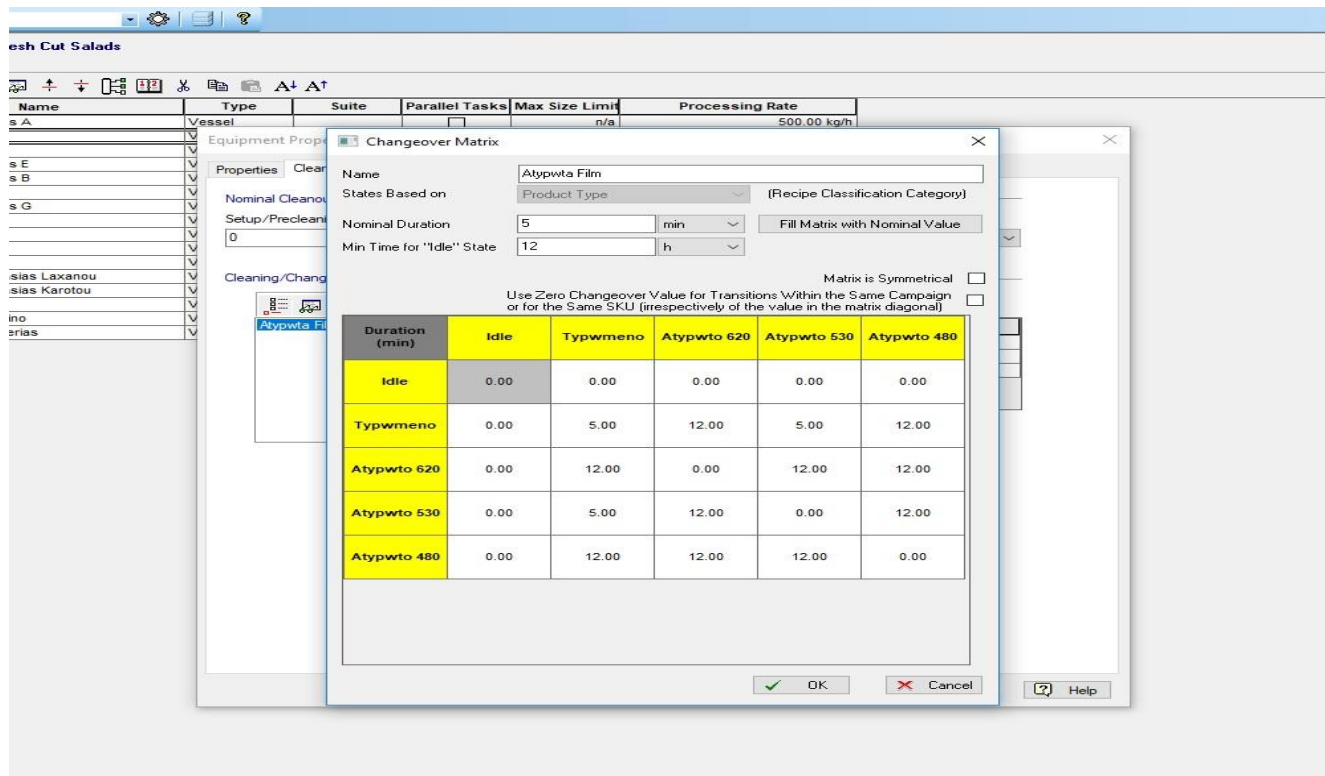 esh Cut Salads
A↓ A↑
Name Type Suite Parallel Tasks Max Size Limit Processing Rate
s A Vessel n/a 500.00 kg/h
Equipment Prope
Properties Clear
s E
s B
s G
sias Laxanou
sias Karotou
ino
erias
Nominal Cleanou
Setup/Precleani
0
Cleaning/Chang
Atypwta Fil
Changeover Matrix
Name Atypwta Film
States Based on Product Type (Recipe Classification Category)
Nominal Duration 5 min Fill Matrix with Nominal Value
Min Time for "Idle" State 12 h
Matrix is Symmetrical
Use Zero Changeover Value for Transitions Within the Same Campaign
or for the Same SKU (irrespectively of the value in the matrix diagonal)
Duration
(min) Idle Typwmeno Atypwto 620 Atypwto 530 Atypwto 480
Idle 0.00 0.00 0.00 0.00 0.00
Typwmeno 0.00 5.00 12.00 5.00 12.00
Atypwto 620 0.00 12.00 0.00 12.00 12.00
Atypwto 530 0.00 5.00 12.00 0.00 12.00
Atypwto 480 0.00 12.00 12.00 12.00 0.00
OK Cancel
Help